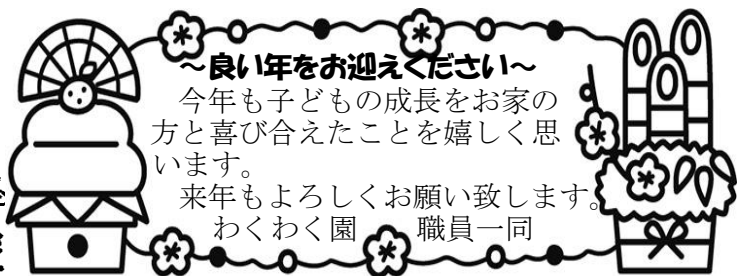 ～良い年をお迎えください～
今年も子どもの成長をお家の
方と喜び合えたことを嬉しく思
います。
来年もよろしくお願い致します。
わくわく園　職員一同